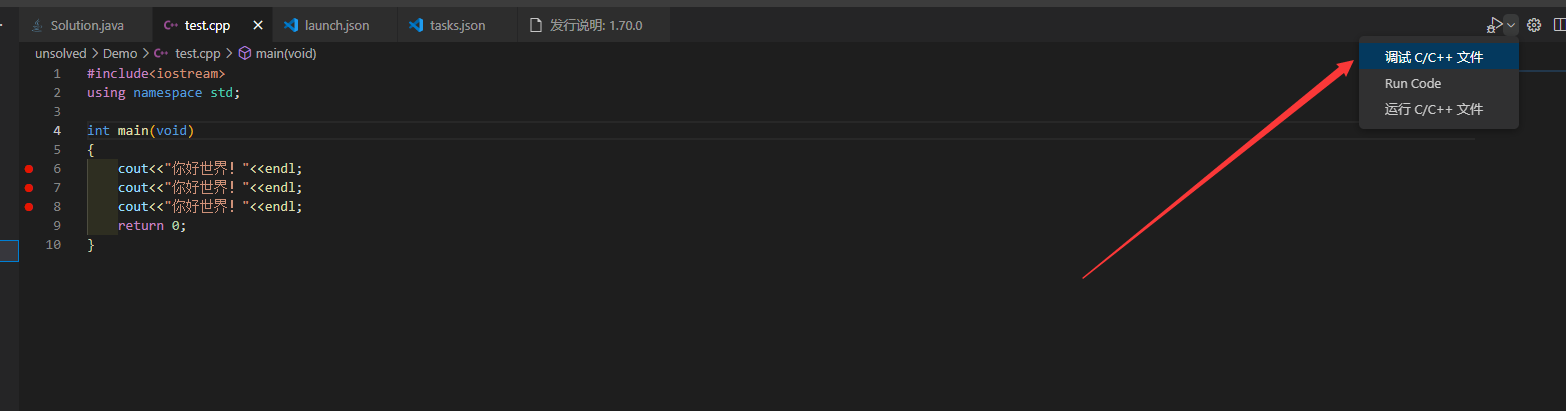 Solution.java test.cpp launch.json tasks.json 发行说明: 1.70.0
unsolved > Demo > test.cpp > main(void)
调试 C/C++ 文件
Run Code
运行 C/C++ 文件
1 #include<iostream>
2 using namespace std;
3
4 int main(void)
5 {
6 cout<<"你好世界！"<<endl;
7 cout<<"你好世界！"<<endl;
8 cout<<"你好世界！"<<endl;
9 return 0;
10 }